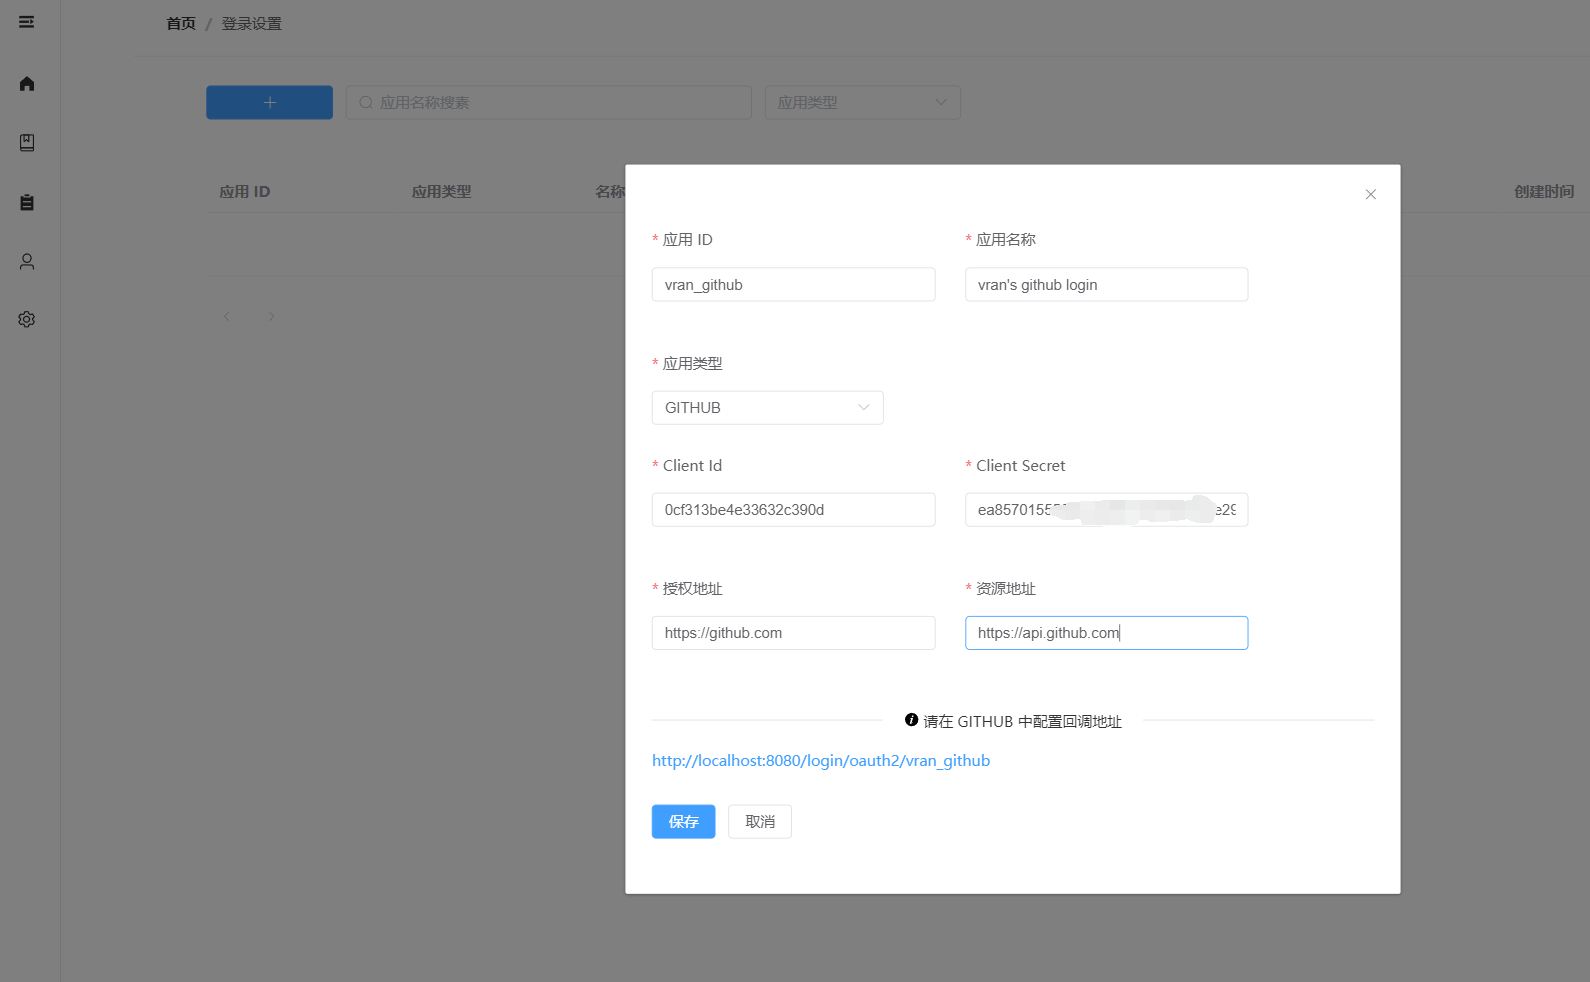 首页 / 登录设置
+
应用名称搜素
应用类型
应用 ID 应用类型 名称 创建时间
* 应用 ID * 应用名称
vran_github vran's github login
* 应用类型
GITHUB
* Client Id * Client Secret
0cf313be4e33632c390d ea8570155 e29
* 授权地址 * 资源地址
https://github.com https://api.github.com
请在 GITHUB 中配置回调地址
http://localhost:8080/login/oauth2/vran_github
保存 取消